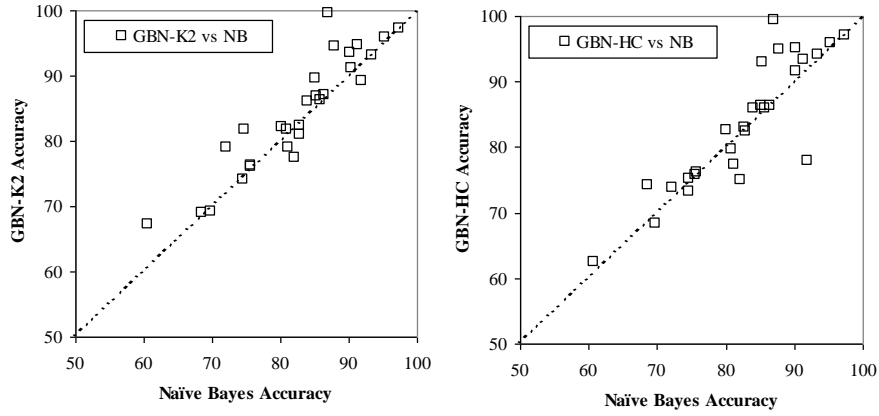 100
90
80
70
60
50
GBN-K2 Accuracy
GBN-K2 vs NB
50 60 70 80 90 100
Naïve Bayes Accuracy
100
90
80
70
60
50
GBN-HC Accuracy
GBN-HC vs NB
50 60 70 80 90 100
Naïve Bayes Accuracy